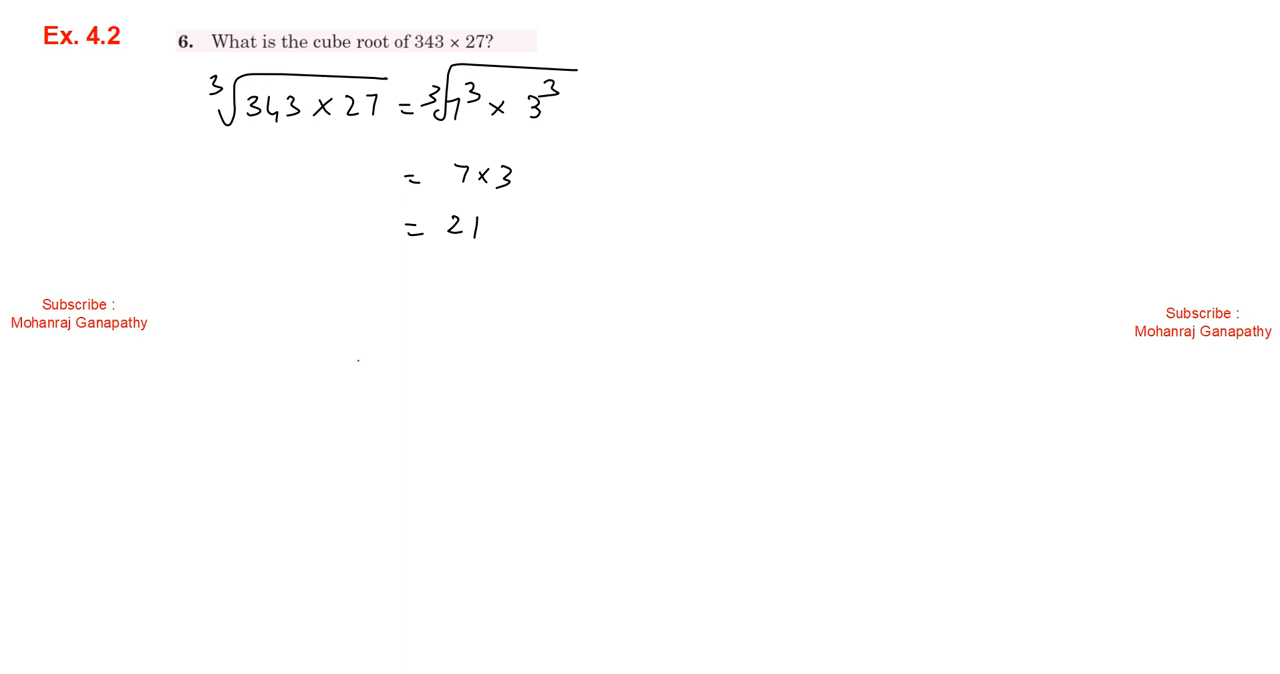 Ex. 4.2
6. What is the cube root of 343 × 27?
∛343 × 27 = ∛7³ × 3³
= 7 × 3
= 21
Subscribe :
Mohanraj Ganapathy
Subscribe :
Mohanraj Ganapathy